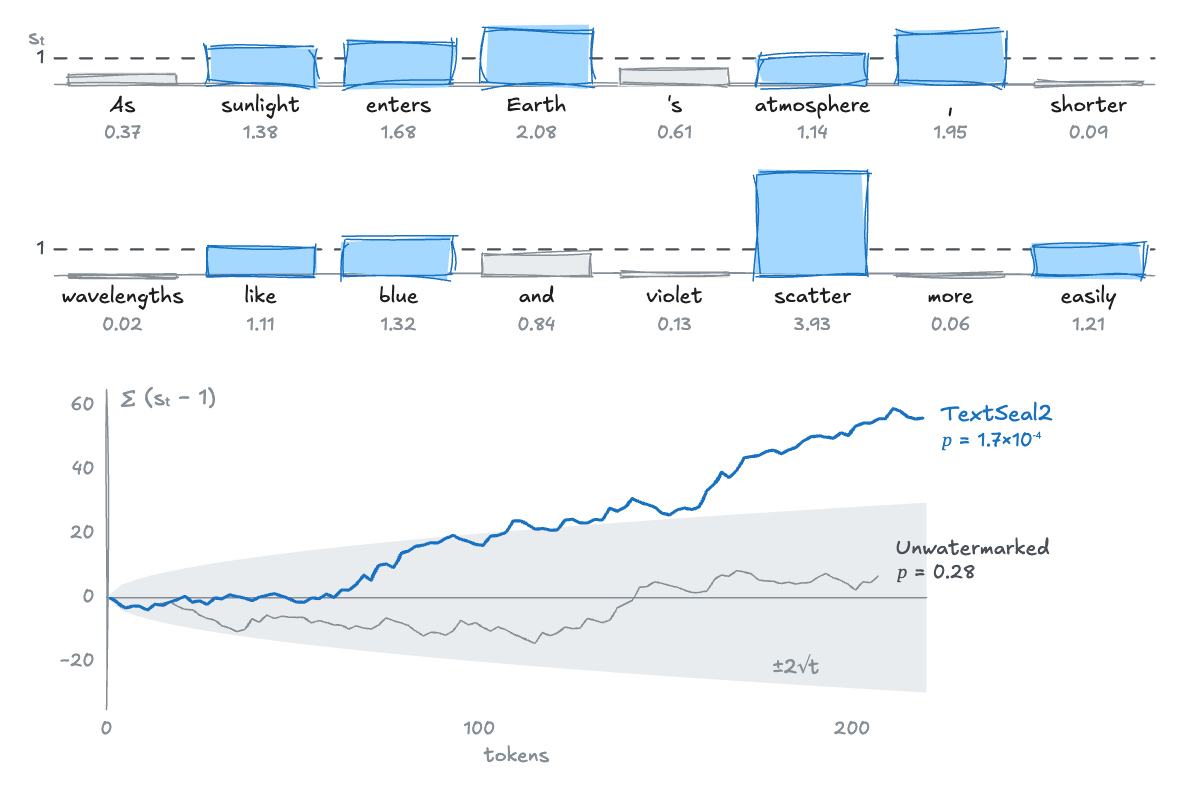 sₜ
1
As sunlight enters Earth 's atmosphere , shorter
0.37 1.38 1.68 2.08 0.61 1.14 1.95 0.09
1
wavelengths like blue and violet scatter more easily
0.02 1.11 1.32 0.84 0.13 3.93 0.06 1.21
Σ (sₜ − 1)
60
40
20
0
−20
TextSeal2
p = 1.7×10⁻⁴
Unwatermarked
p = 0.28
±2√t
0 100 200
tokens